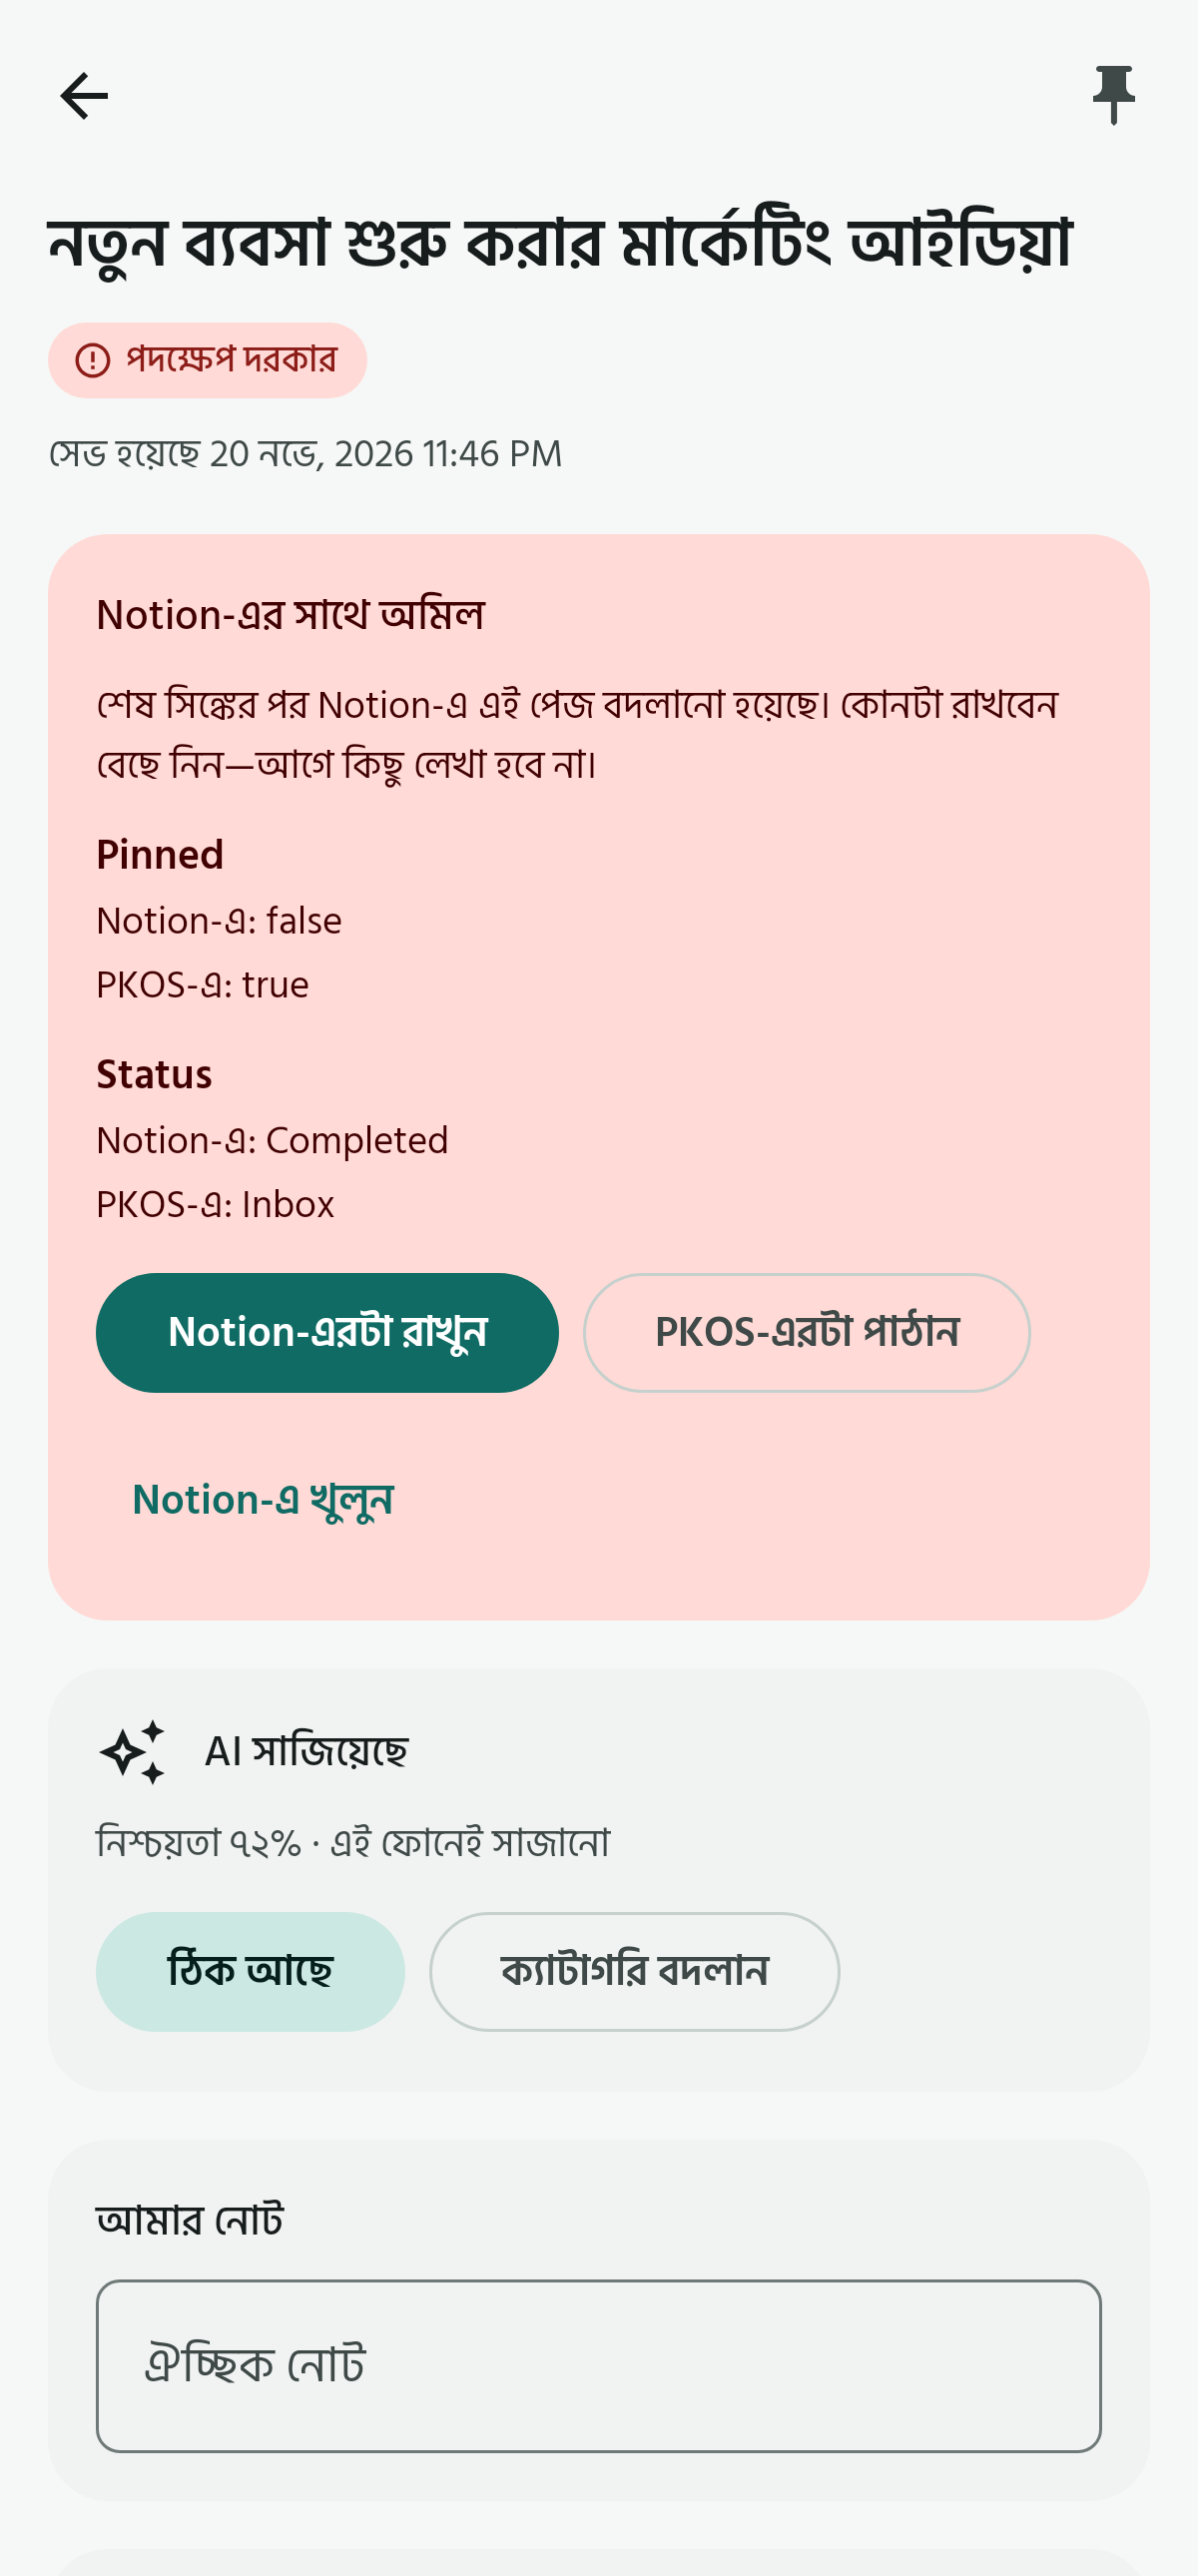 নতুন ব্যবসা শুরু করার মার্কেটিং আইডিয়া
পদক্ষেপ দরকার
সেভ হয়েছে 20 নভে, 2026 11:46 PM
Notion-এর সাথে অমিল
শেষ সিঙ্কের পর Notion-এ এই পেজ বদলানো হয়েছে। কোনটা রাখবেন
বেছে নিন—আগে কিছু লেখা হবে না।
Pinned
Notion-এ: false
PKOS-এ: true
Status
Notion-এ: Completed
PKOS-এ: Inbox
Notion-এরটা রাখুন
PKOS-এরটা পাঠান
Notion-এ খুলুন
AI সাজিয়েছে
নিশ্চয়তা ৭২% · এই ফোনেই সাজানো
ঠিক আছে
ক্যাটাগরি বদলান
আমার নোট
ঐচ্ছিক নোট